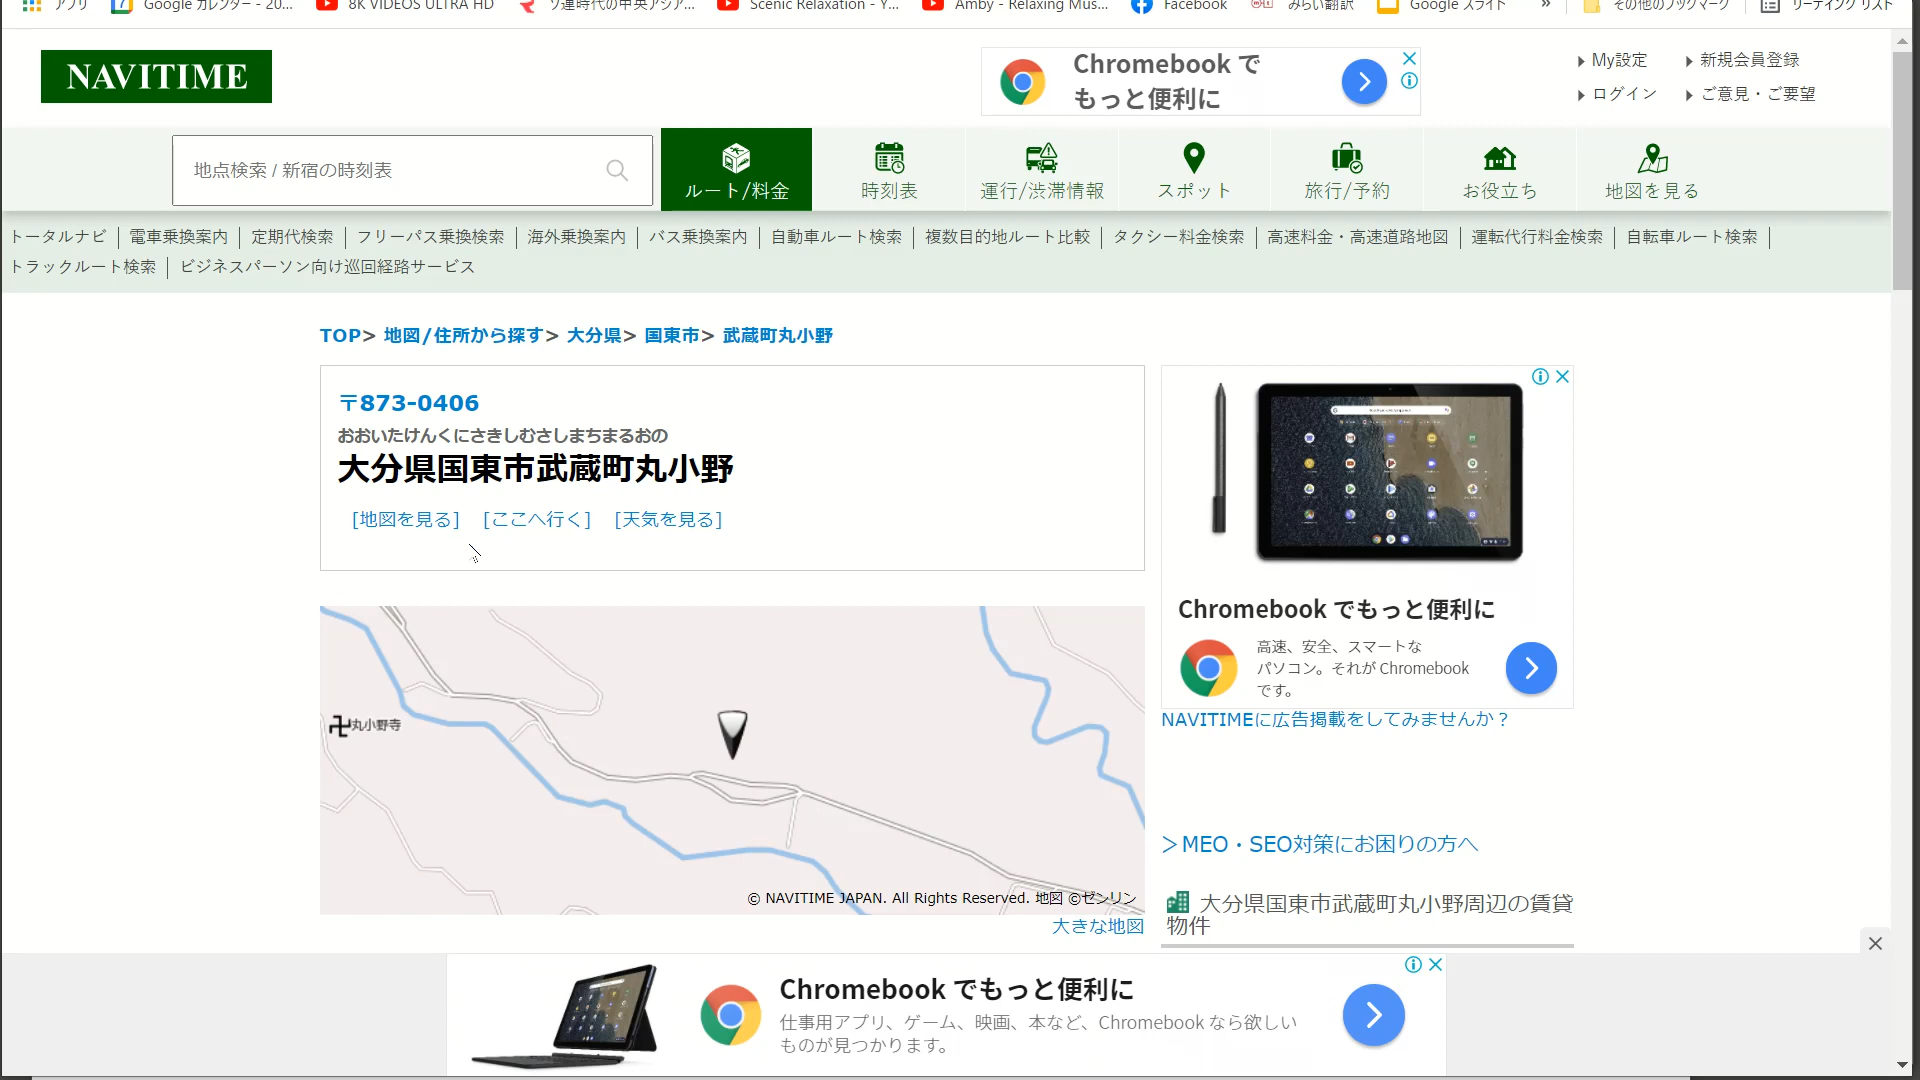 アプリ Google カレンダー - 20... 8K VIDEOS ULTRA HD ソ連時代の中央アジア... Scenic Relaxation - Y... Amby - Relaxing Mus... Facebook みらい翻訳 Google スライド » その他のブックマーク リーディング リスト
NAVITIME
Chromebook で
もっと便利に
My設定 新規会員登録
ログイン ご意見・ご要望
地点検索 / 新宿の時刻表
ルート/料金 時刻表 運行/渋滞情報 スポット 旅行/予約 お役立ち 地図を見る
トータルナビ 電車乗換案内 定期代検索 フリーパス乗換検索 海外乗換案内 バス乗換案内 自動車ルート検索 複数目的地ルート比較 タクシー料金検索 高速料金・高速道路地図 運転代行料金検索 自転車ルート検索
トラックルート検索 ビジネスパーソン向け巡回経路サービス
TOP> 地図/住所から探す> 大分県> 国東市> 武蔵町丸小野
〒873-0406
おおいたけんくにさきしむさしまちまるおの
大分県国東市武蔵町丸小野
[地図を見る] [ここへ行く] [天気を見る]
丸小野寺
© NAVITIME JAPAN. All Rights Reserved. 地図 ©ゼンリン
大きな地図
Chromebook でもっと便利に
高速、安全、スマートな
パソコン。それが Chromebook
です。
NAVITIMEに広告掲載をしてみませんか？
＞MEO・SEO対策にお困りの方へ
大分県国東市武蔵町丸小野周辺の賃貸
物件
Chromebook でもっと便利に
仕事用アプリ、ゲーム、映画、本など、Chromebook なら欲しい
ものが見つかります。